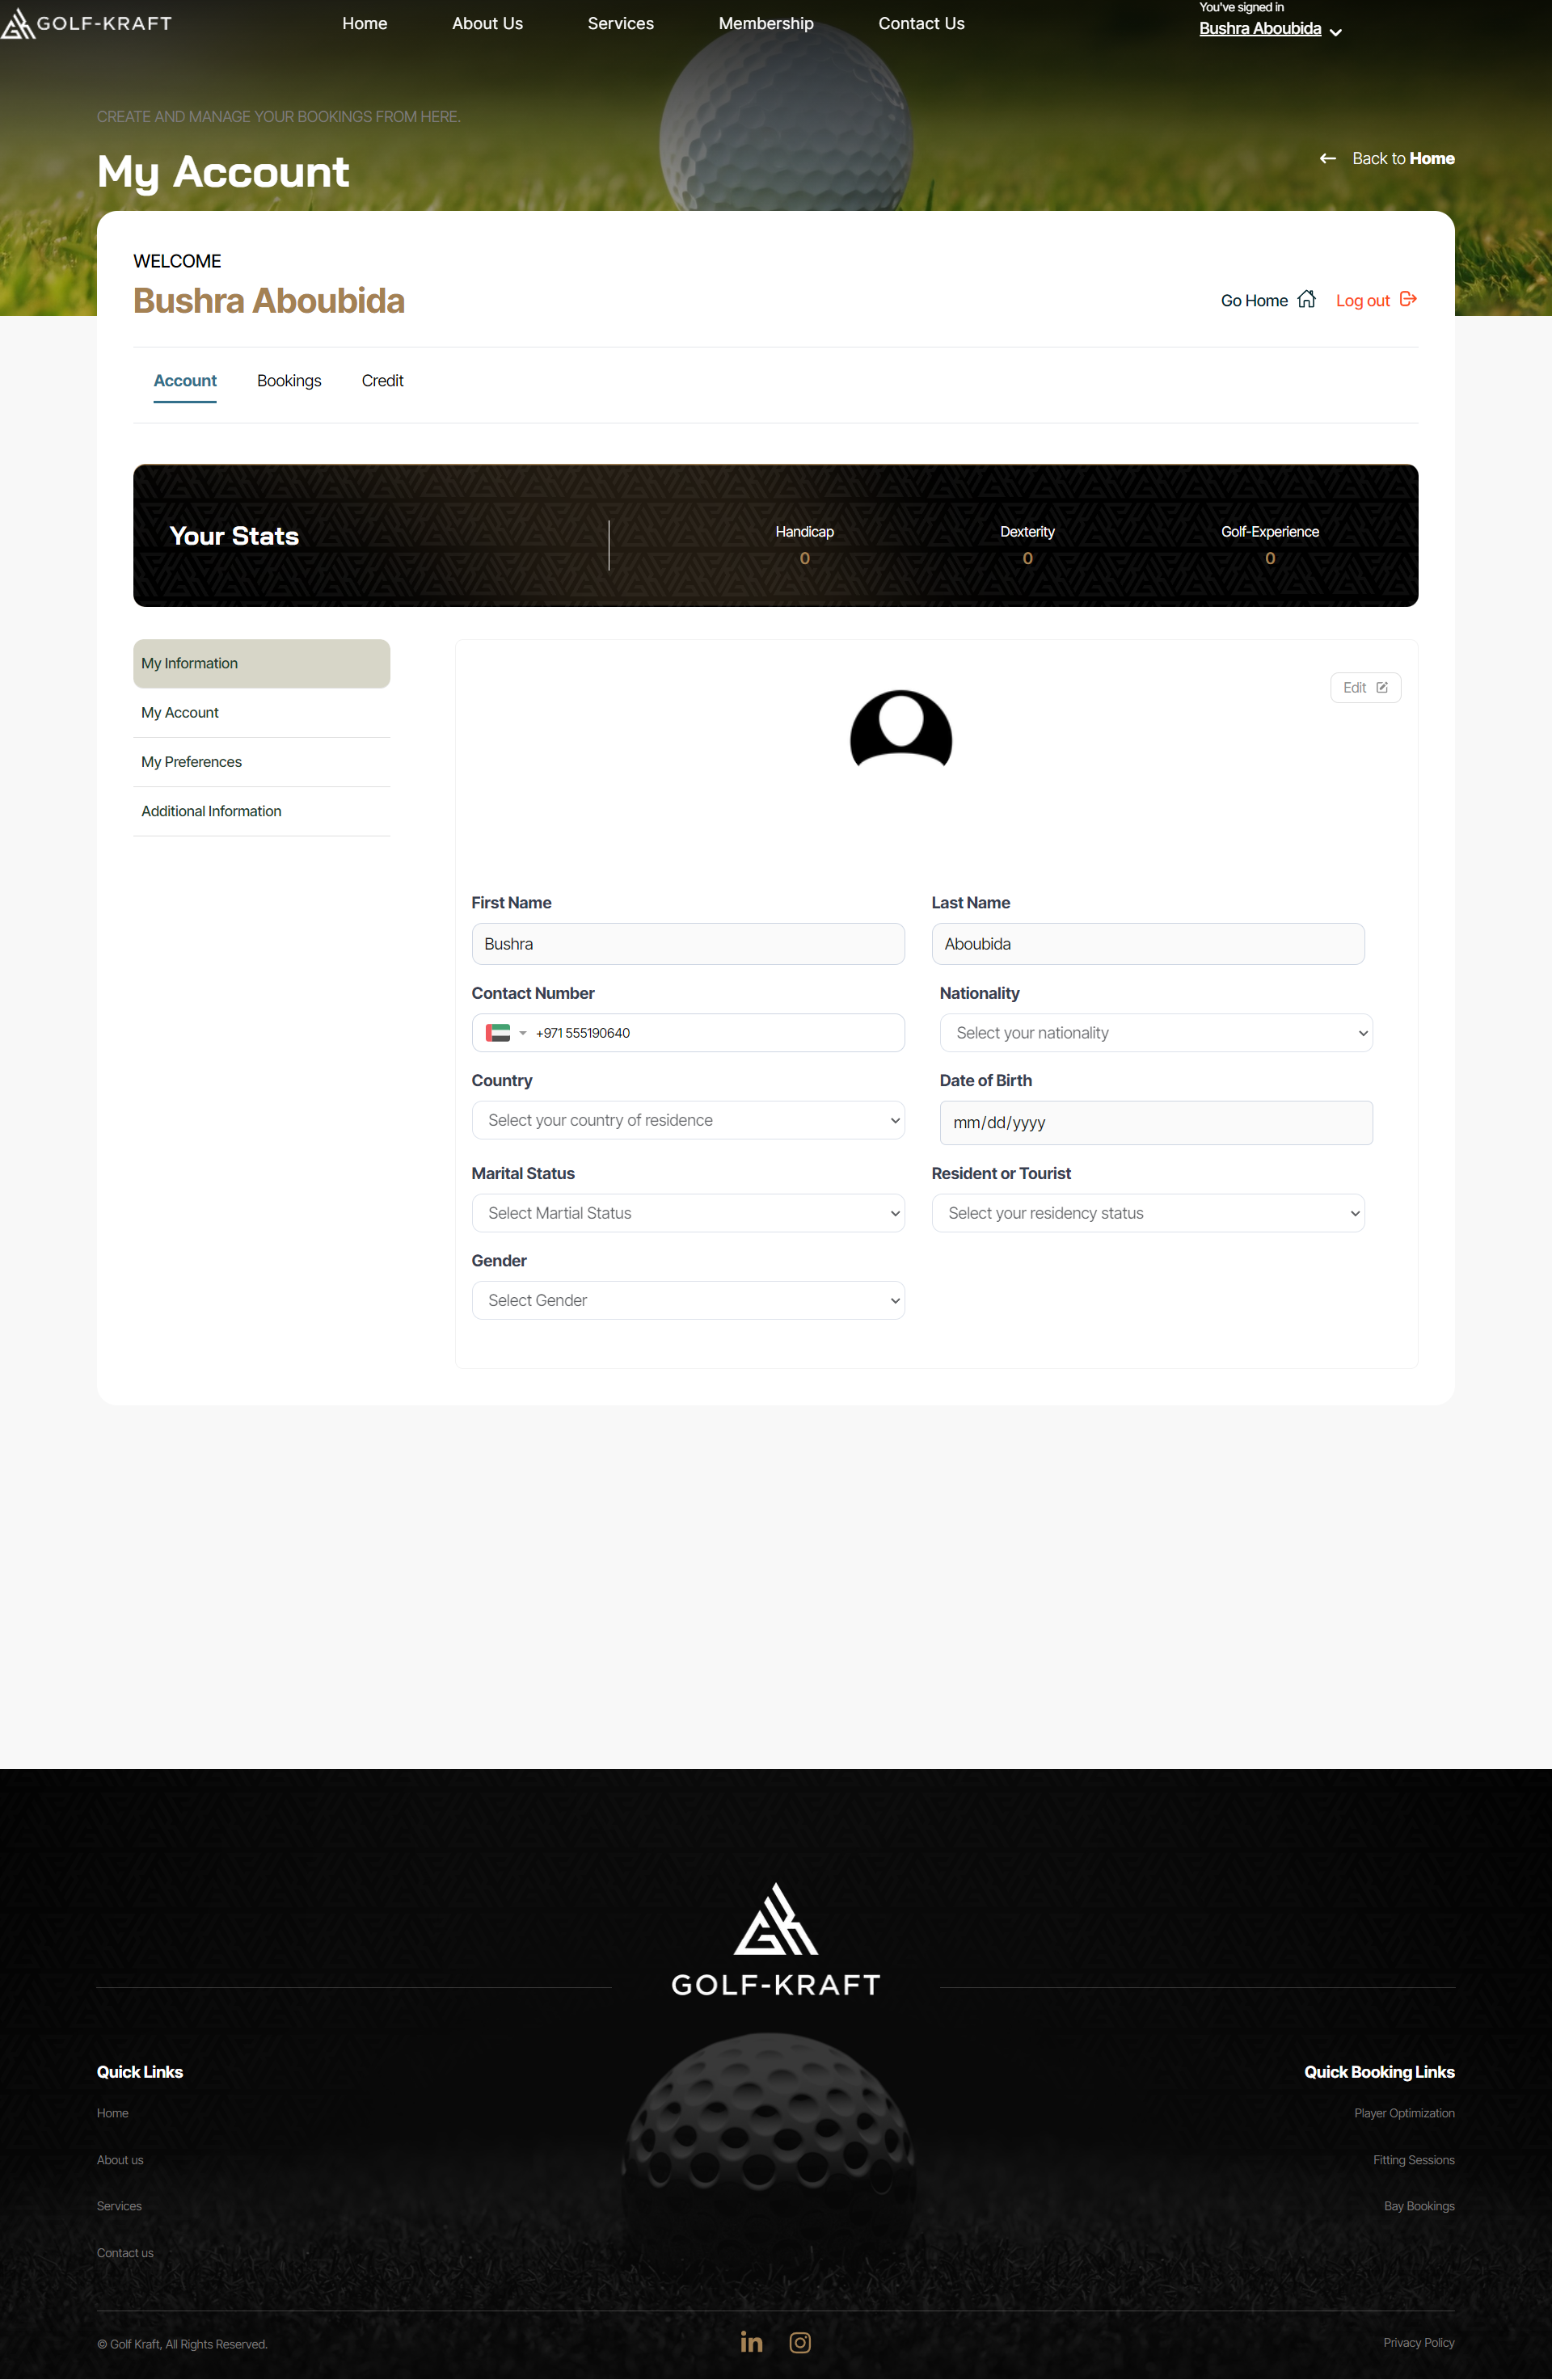 GOLF-KRAFT
Home About Us Services Membership Contact Us
You've signed in
Bushra Aboubida
CREATE AND MANAGE YOUR BOOKINGS FROM HERE.
My Account
Back to Home
WELCOME
Bushra Aboubida
Go Home Log out
Account Bookings Credit
Your Stats
Handicap Dexterity Golf-Experience
0 0 0
My Information
My Account
My Preferences
Additional Information
Edit
First Name Last Name
Bushra Aboubida
Contact Number Nationality
+971 555190640 Select your nationality
Country Date of Birth
Select your country of residence mm/dd/yyyy
Marital Status Resident or Tourist
Select Martial Status Select your residency status
Gender
Select Gender
GOLF-KRAFT
Quick Links Quick Booking Links
Home Player Optimization
About us Fitting Sessions
Services Bay Bookings
Contact us
© Golf Kraft, All Rights Reserved. Privacy Policy